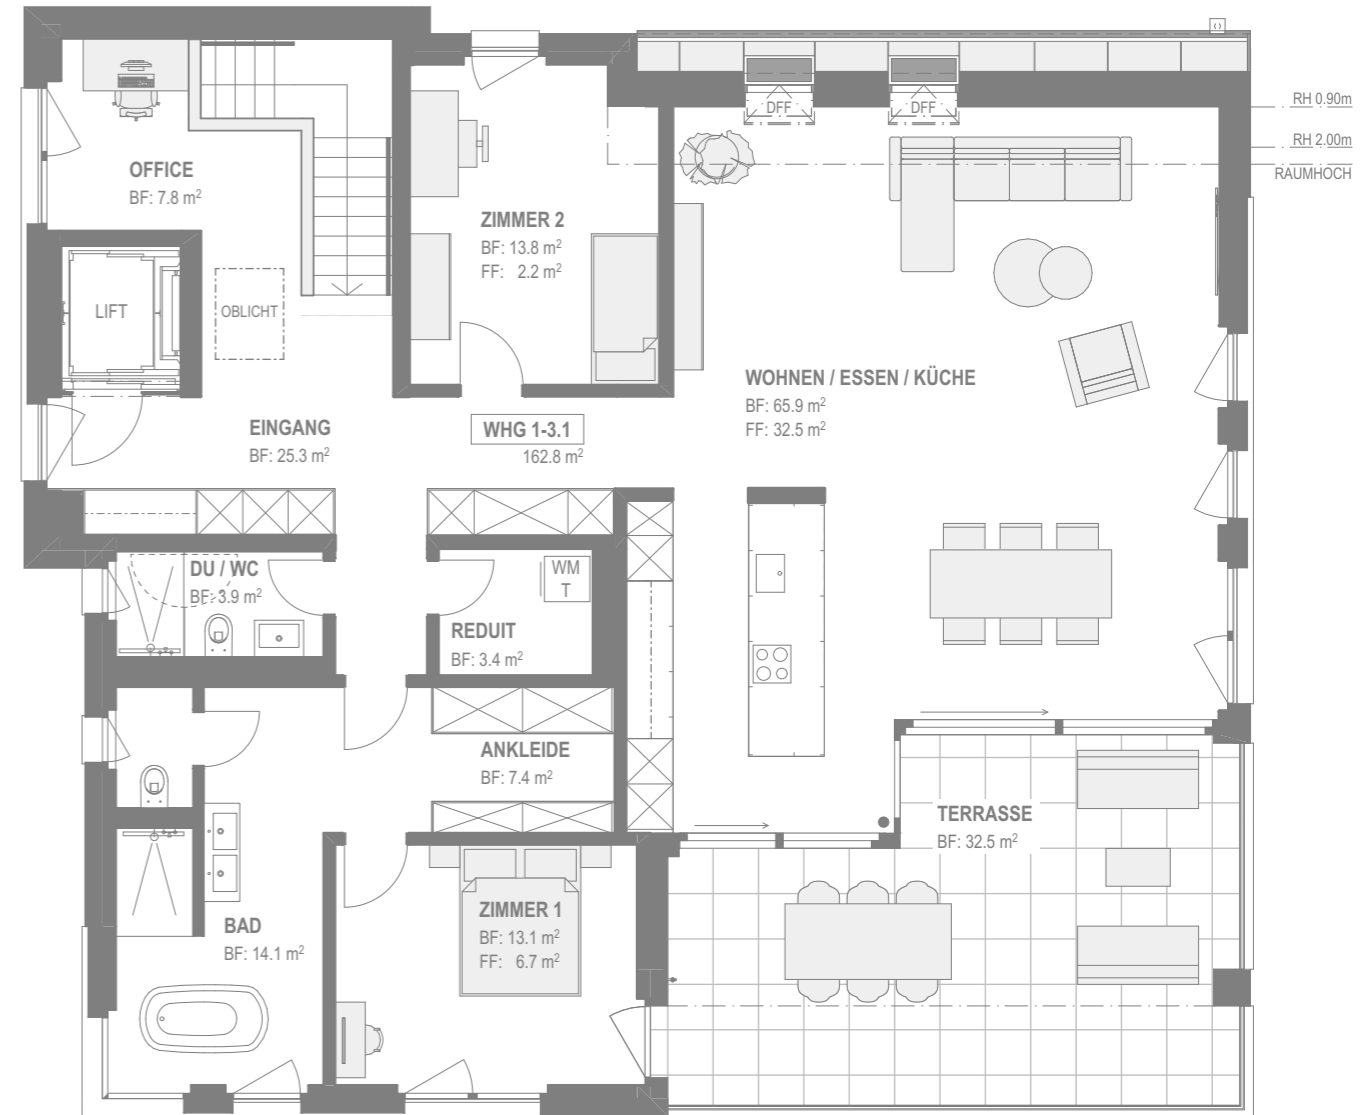 RH 0.90m
DFF
DFF
RH 2.00m
OFFICE
RAUMHOCH
BF: 7.8 m²
ZIMMER 2
BF: 13.8 m²
FF: 2.2 m²
LIFT
OBLICHT
WOHNEN / ESSEN / KÜCHE
BF: 65.9 m²
FF: 32.5 m²
EINGANG
BF: 25.3 m²
WHG 1-3.1
162.8 m²
DU / WC
BF: 3.9 m²
WM
T
REDUIT
BF: 3.4 m²
ANKLEIDE
BF: 7.4 m²
TERRASSE
BF: 32.5 m²
ZIMMER 1
BF: 13.1 m²
FF: 6.7 m²
BAD
BF: 14.1 m²